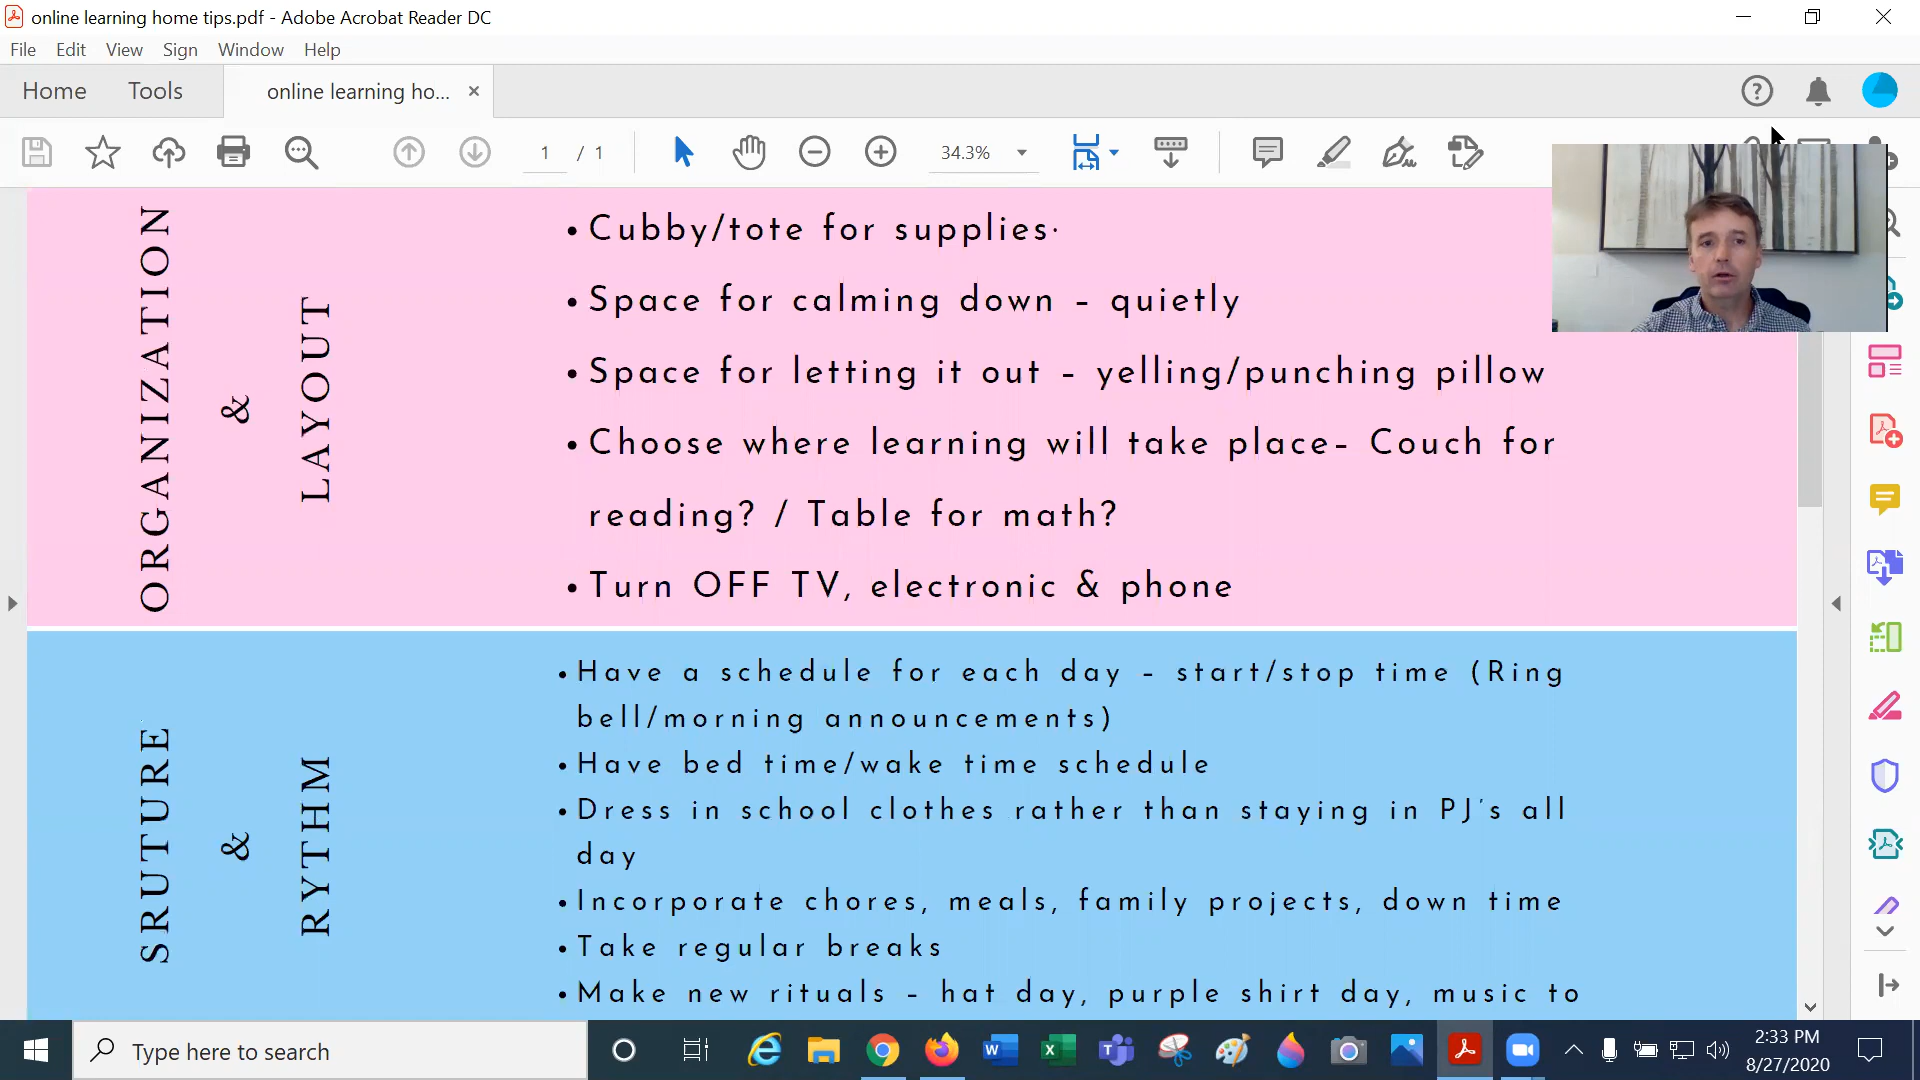 online learning home tips.pdf - Adobe Acrobat Reader DC
File Edit View Sign Window Help
Home Tools online learning ho... ×
1 / 1 34.3%
ORGANIZATION
&
LAYOUT
• Cubby/tote for supplies·
• Space for calming down – quietly
• Space for letting it out – yelling/punching pillow
• Choose where learning will take place– Couch for
reading? / Table for math?
• Turn OFF TV, electronic & phone
SRUTURE
&
RYTHM
• Have a schedule for each day – start/stop time (Ring
bell/morning announcements)
• Have bed time/wake time schedule
• Dress in school clothes rather than staying in PJ's all
day
• Incorporate chores, meals, family projects, down time
• Take regular breaks
• Make new rituals – hat day, purple shirt day, music to
Type here to search
2:33 PM
8/27/2020